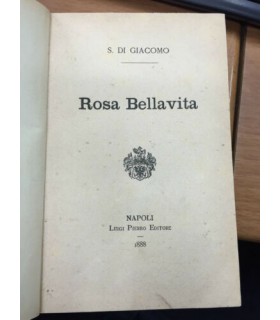 S. DI GIACOMO
Rosa Bellavita
NAPOLI
LUIGI PIERRO EDITORE
1888